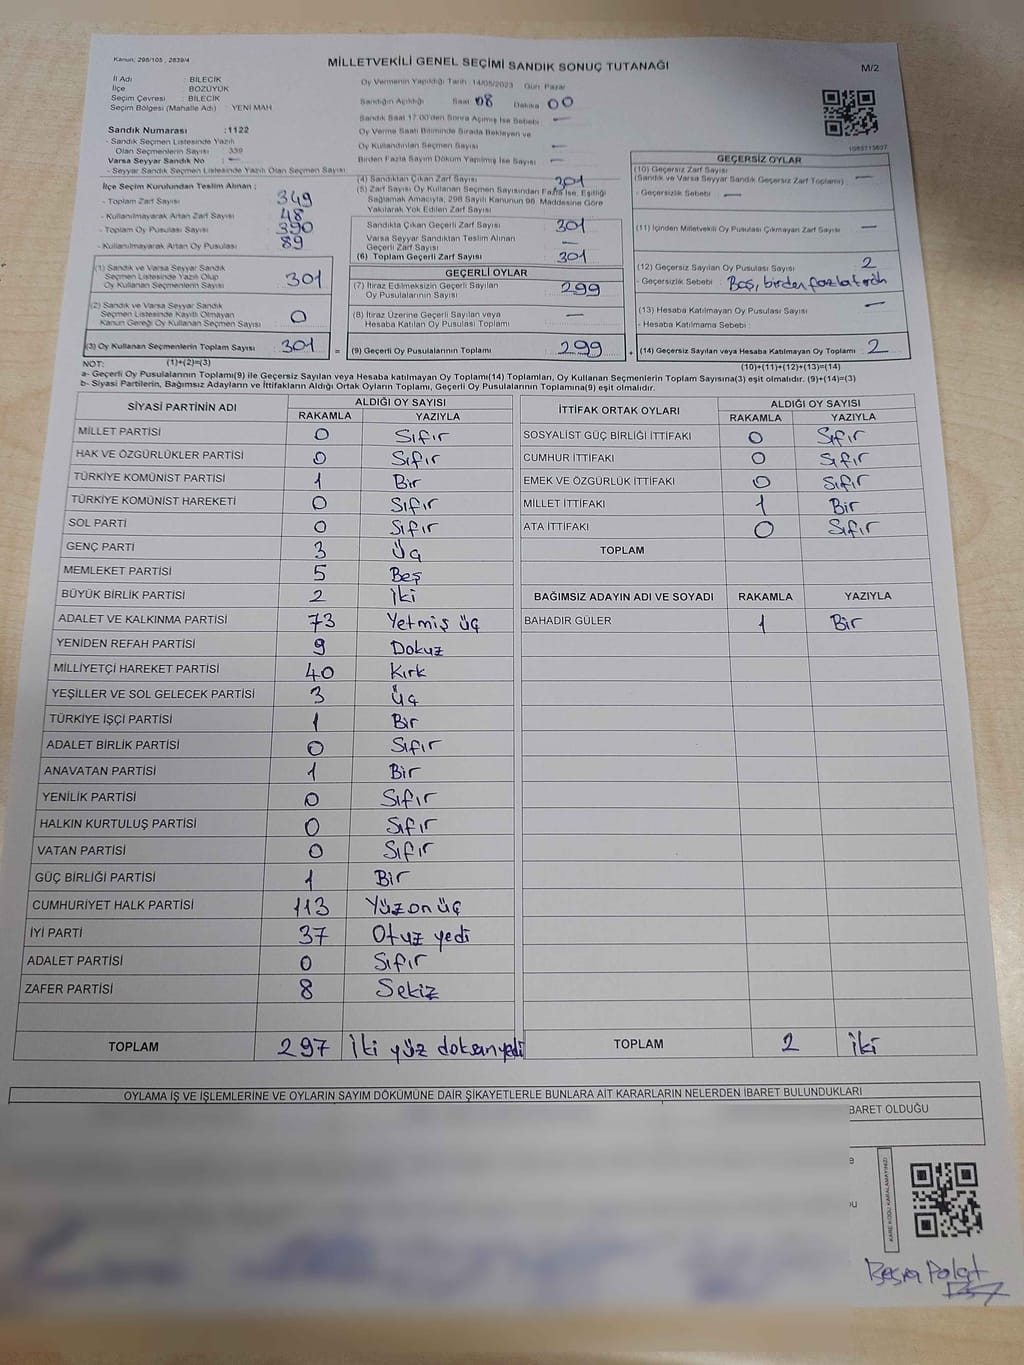 Kanun: 298/105 , 2839/4
MİLLETVEKİLİ GENEL SEÇİMİ SANDIK SONUÇ TUTANAĞI
M/2
İl Adı : BİLECİK
İlçe : BOZÜYÜK
Seçim Çevresi : BİLECİK
Seçim Bölgesi (Mahalle Adı) : YENİ MAH
Sandık Numarası :1122
- Sandık Seçmen Listesinde Yazılı
Olan Seçmenlerin Sayısı : 339
Varsa Seyyar Sandık No : —
- Seyyar Sandık Seçmen Listesinde Yazılı Olan Seçmen Sayısı
İlçe Seçim Kurulundan Teslim Alınan ;
- Toplam Zarf Sayısı 349
- Kullanılmayarak Artan Zarf Sayısı 48
- Toplam Oy Pusulası Sayısı 390
- Kullanılmayarak Artan Oy Pusulası 89
Oy Vermenin Yapıldığı Tarih : 14/05/2023 Gün: Pazar
Sandığın Açıldığı Saat 08 Dakika 00
Sandık Saat 17.00'den Sonra Açılmış İse Sebebi —
Oy Verme Saati Bitiminde Sırada Bekleyen ve
Oy Kullandırılan Seçmen Sayısı —
Birden Fazla Sayım Döküm Yapılmış İse Sayısı —
(1) Sandık ve Varsa Seyyar Sandık
Seçmen Listesinde Yazılı Olup
Oy Kullanan Seçmenlerin Sayısı 301
(2) Sandık ve Varsa Seyyar Sandık
Seçmen Listesinde Kayıtlı Olmayan
Kanun Gereği Oy Kullanan Seçmen Sayısı 0
(3) Oy Kullanan Seçmenlerin Toplam Sayısı 301
(4) Sandıktan Çıkan Zarf Sayısı 301
(5) Zarf Sayısı Oy Kullanan Seçmen Sayısından Fazla İse, Eşitliği
Sağlamak Amacıyla, 298 Sayılı Kanunun 98. Maddesine Göre
Yakılarak Yok Edilen Zarf Sayısı
Sandıkta Çıkan Geçerli Zarf Sayısı 301
Varsa Seyyar Sandıktan Teslim Alınan
Geçerli Zarf Sayısı —
(6) Toplam Geçerli Zarf Sayısı 301
GEÇERLİ OYLAR
(7) İtiraz Edilmeksizin Geçerli Sayılan
Oy Pusulalarının Sayısı 299
(8) İtiraz Üzerine Geçerli Sayılan veya
Hesaba Katılan Oy Pusulası Toplamı —
= (9) Geçerli Oy Pusulalarının Toplamı 299
GEÇERSİZ OYLAR
(10) Geçersiz Zarf Sayısı
(Sandık ve Varsa Seyyar Sandık Geçersiz Zarf Toplamı) —
- Geçersizlik Sebebi : —
(11) İçinden Milletvekili Oy Pusulası Çıkmayan Zarf Sayısı —
(12) Geçersiz Sayılan Oy Pusulası Sayısı 2
- Geçersizlik Sebebi : Boş, birden fazla tercih
(13) Hesaba Katılmayan Oy Pusulası Sayısı —
- Hesaba Katılmama Sebebi :
+ (14) Geçersiz Sayılan veya Hesaba Katılmayan Oy Toplamı 2
NOT: (1)+(2)=(3) (10)+(11)+(12)+(13)=(14)
a- Geçerli Oy Pusulalarının Toplamı(9) ile Geçersiz Sayılan veya Hesaba katılmayan Oy Toplamı(14) Toplamları, Oy Kullanan Seçmenlerin Toplam Sayısına(3) eşit olmalıdır. (9)+(14)=(3)
b- Siyasi Partilerin, Bağımsız Adayların ve İttifakların Aldığı Ortak Oyların Toplamı, Geçerli Oy Pusulalarının Toplamına(9) eşit olmalıdır.
SİYASİ PARTİNİN ADI ALDIĞI OY SAYISI
RAKAMLA YAZIYLA
MİLLET PARTİSİ 0 Sıfır
HAK VE ÖZGÜRLÜKLER PARTİSİ 0 Sıfır
TÜRKİYE KOMÜNİST PARTİSİ 1 Bir
TÜRKİYE KOMÜNİST HAREKETİ 0 Sıfır
SOL PARTİ 0 Sıfır
GENÇ PARTİ 3 Üç
MEMLEKET PARTİSİ 5 Beş
BÜYÜK BİRLİK PARTİSİ 2 İki
ADALET VE KALKINMA PARTİSİ 73 Yetmiş üç
YENİDEN REFAH PARTİSİ 9 Dokuz
MİLLİYETÇİ HAREKET PARTİSİ 40 Kırk
YEŞİLLER VE SOL GELECEK PARTİSİ 3 Üç
TÜRKİYE İŞÇİ PARTİSİ 1 Bir
ADALET BİRLİK PARTİSİ 0 Sıfır
ANAVATAN PARTİSİ 1 Bir
YENİLİK PARTİSİ 0 Sıfır
HALKIN KURTULUŞ PARTİSİ 0 Sıfır
VATAN PARTİSİ 0 Sıfır
GÜÇ BİRLİĞİ PARTİSİ 1 Bir
CUMHURİYET HALK PARTİSİ 113 Yüz on üç
İYİ PARTİ 37 Otuz yedi
ADALET PARTİSİ 0 Sıfır
ZAFER PARTİSİ 8 Sekiz
TOPLAM 297 İki yüz doksan yedi
İTTİFAK ORTAK OYLARI ALDIĞI OY SAYISI
RAKAMLA YAZIYLA
SOSYALİST GÜÇ BİRLİĞİ İTTİFAKI 0 Sıfır
CUMHUR İTTİFAKI 0 Sıfır
EMEK VE ÖZGÜRLÜK İTTİFAKI 0 Sıfır
MİLLET İTTİFAKI 1 Bir
ATA İTTİFAKI 0 Sıfır
TOPLAM
BAĞIMSIZ ADAYIN ADI VE SOYADI RAKAMLA YAZIYLA
BAHADIR GÜLER 1 Bir
TOPLAM 2 İki
OYLAMA İŞ VE İŞLEMLERİNE VE OYLARIN SAYIM DÖKÜMÜNE DAİR ŞİKAYETLERLE BUNLARA AİT KARARLARIN NELERDEN İBARET BULUNDUKLARI
BARET OLDUĞU
KARE KODU KARALAMAYINIZ!
Polat